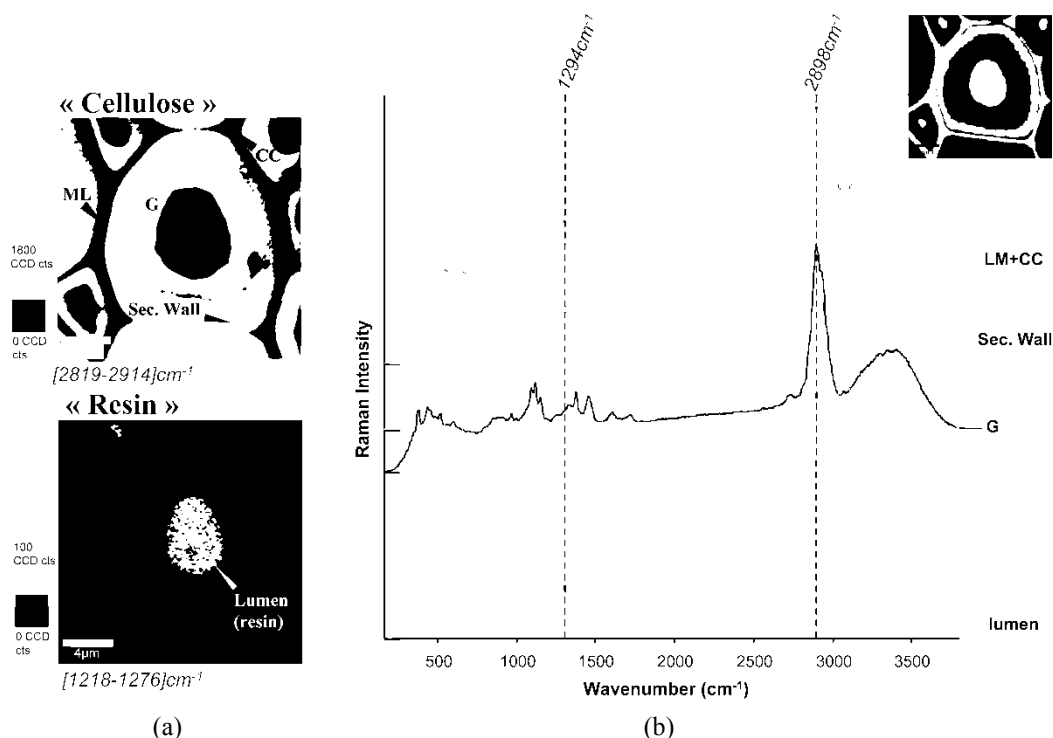 « Cellulose »
CC
ML
G
Sec. Wall
1800
CCD cts
0 CCD
cts
[2819-2914]cm-1
« Resin »
100
CCD cts
0 CCD
cts
Lumen
(resin)
4µm
[1218-1276]cm-1
(a)
1294cm-1
2898cm-1
LM+CC
Sec. Wall
G
lumen
Raman Intensity
500 1000 1500 2000 2500 3000 3500
Wavenumber (cm-1)
(b)